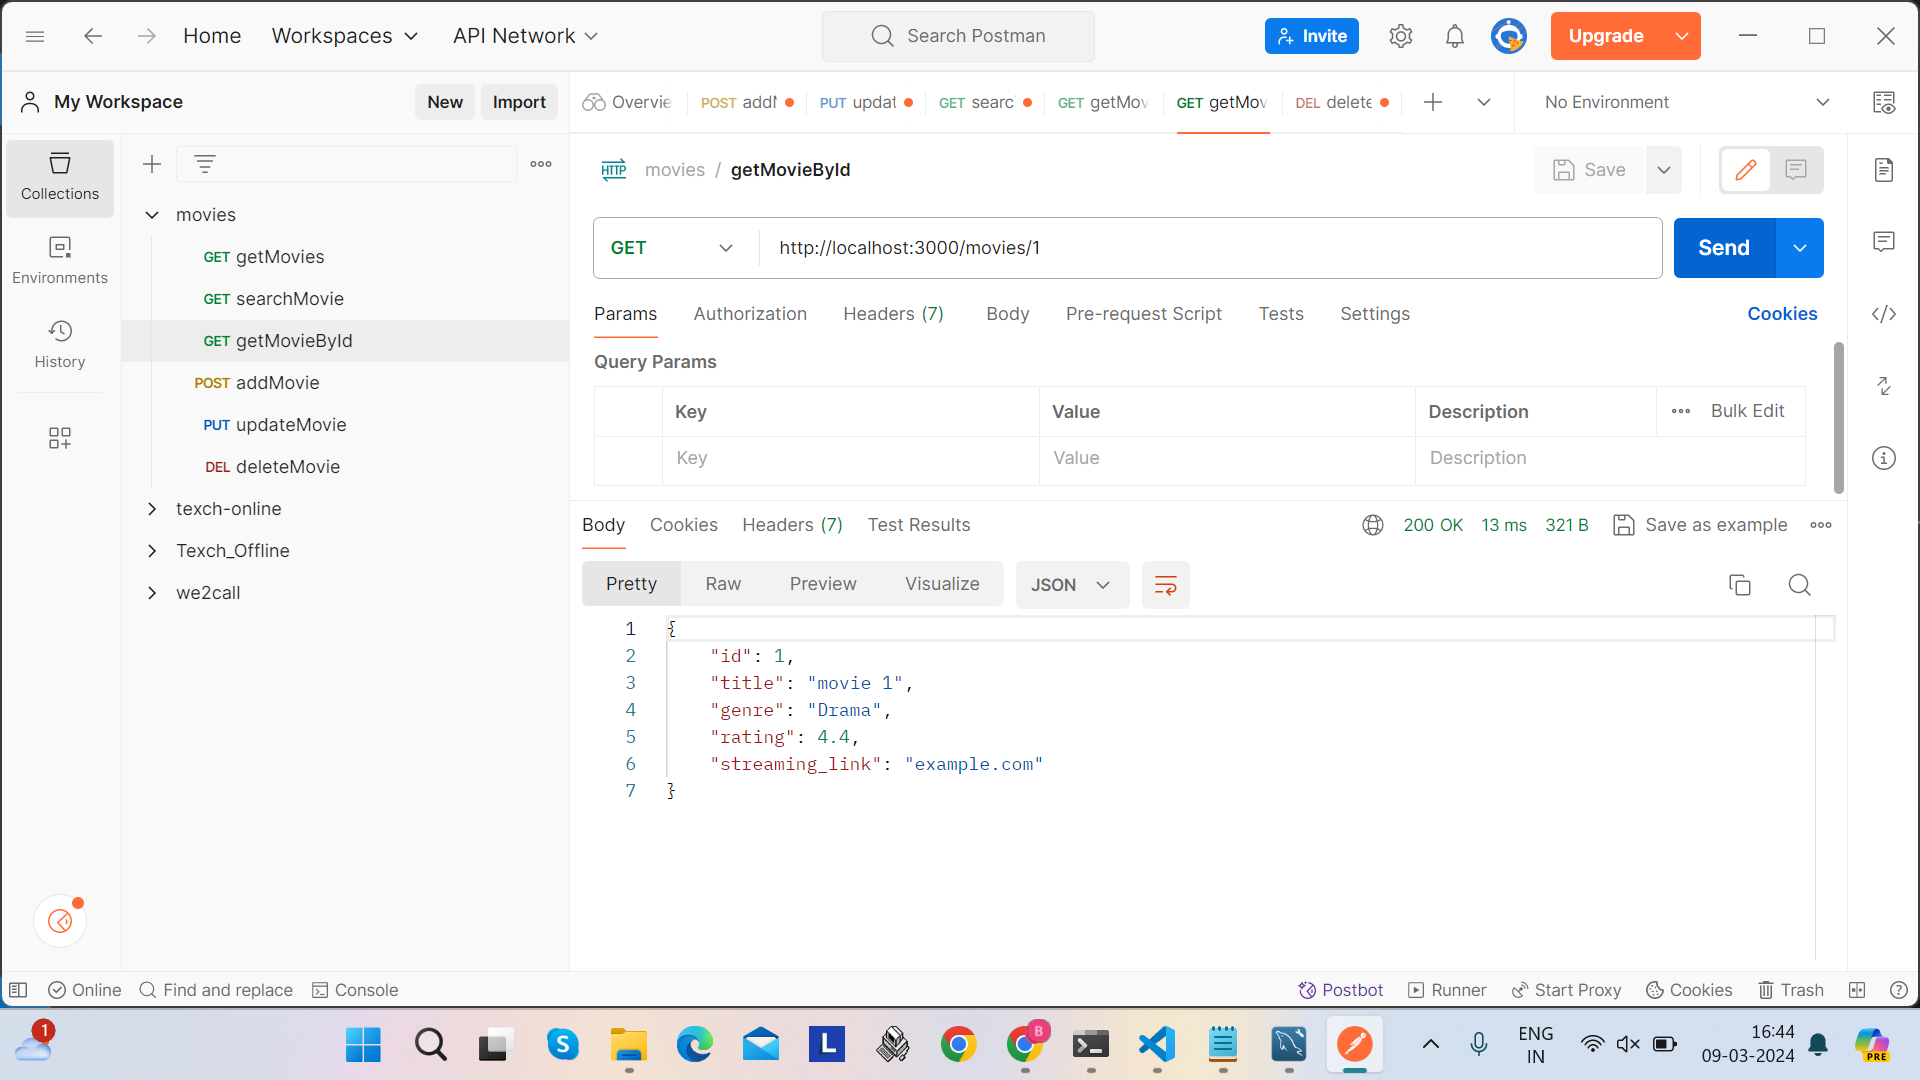 Home Workspaces API Network Search Postman Invite Upgrade
My Workspace New Import Overvie POST addM PUT updat GET searc GET getMov GET getMov DEL delete No Environment
Collections
Environments
History
movies
GET getMovies
GET searchMovie
GET getMovieById
POST addMovie
PUT updateMovie
DEL deleteMovie
texch-online
Texch_Offline
we2call
HTTP movies / getMovieById Save
GET http://localhost:3000/movies/1 Send
Params Authorization Headers (7) Body Pre-request Script Tests Settings Cookies
Query Params
Key Value Description Bulk Edit
Key Value Description
Body Cookies Headers (7) Test Results 200 OK 13 ms 321 B Save as example
Pretty Raw Preview Visualize JSON
1 {
2 "id": 1,
3 "title": "movie 1",
4 "genre": "Drama",
5 "rating": 4.4,
6 "streaming_link": "example.com"
7 }
Online Find and replace Console Postbot Runner Start Proxy Cookies Trash
1 S L B ENG
IN
16:44
09-03-2024
PRE